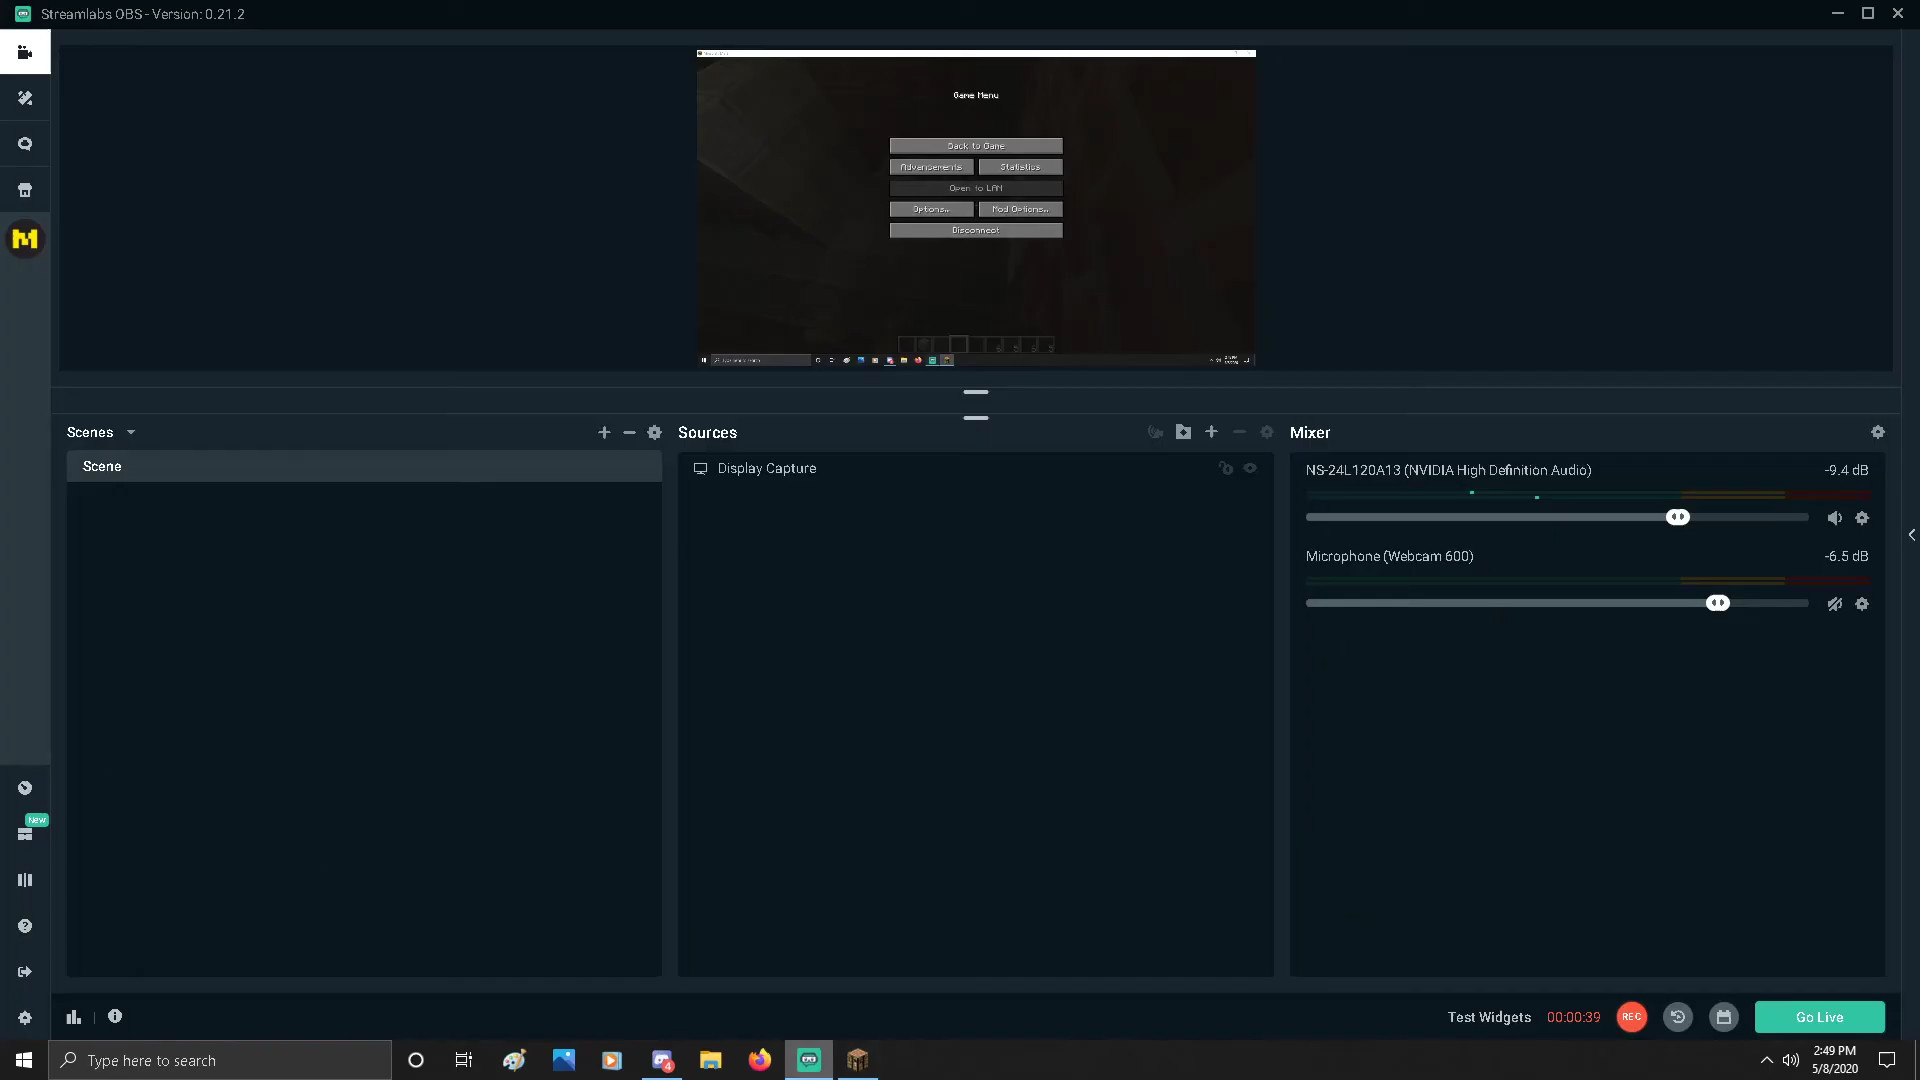 Streamlabs OBS - Version: 0.21.2
Game Menu
Back to Game
Advancements
Statistics
Open to LAN
Options...
Mod Options...
Disconnect
Scenes
Scene
Sources
Display Capture
Mixer
NS-24L120A13 (NVIDIA High Definition Audio)
-9.4 dB
Microphone (Webcam 600)
-6.5 dB
New
Test Widgets
00:00:39
REC
Go Live
Type here to search
4
2:49 PM
5/8/2020